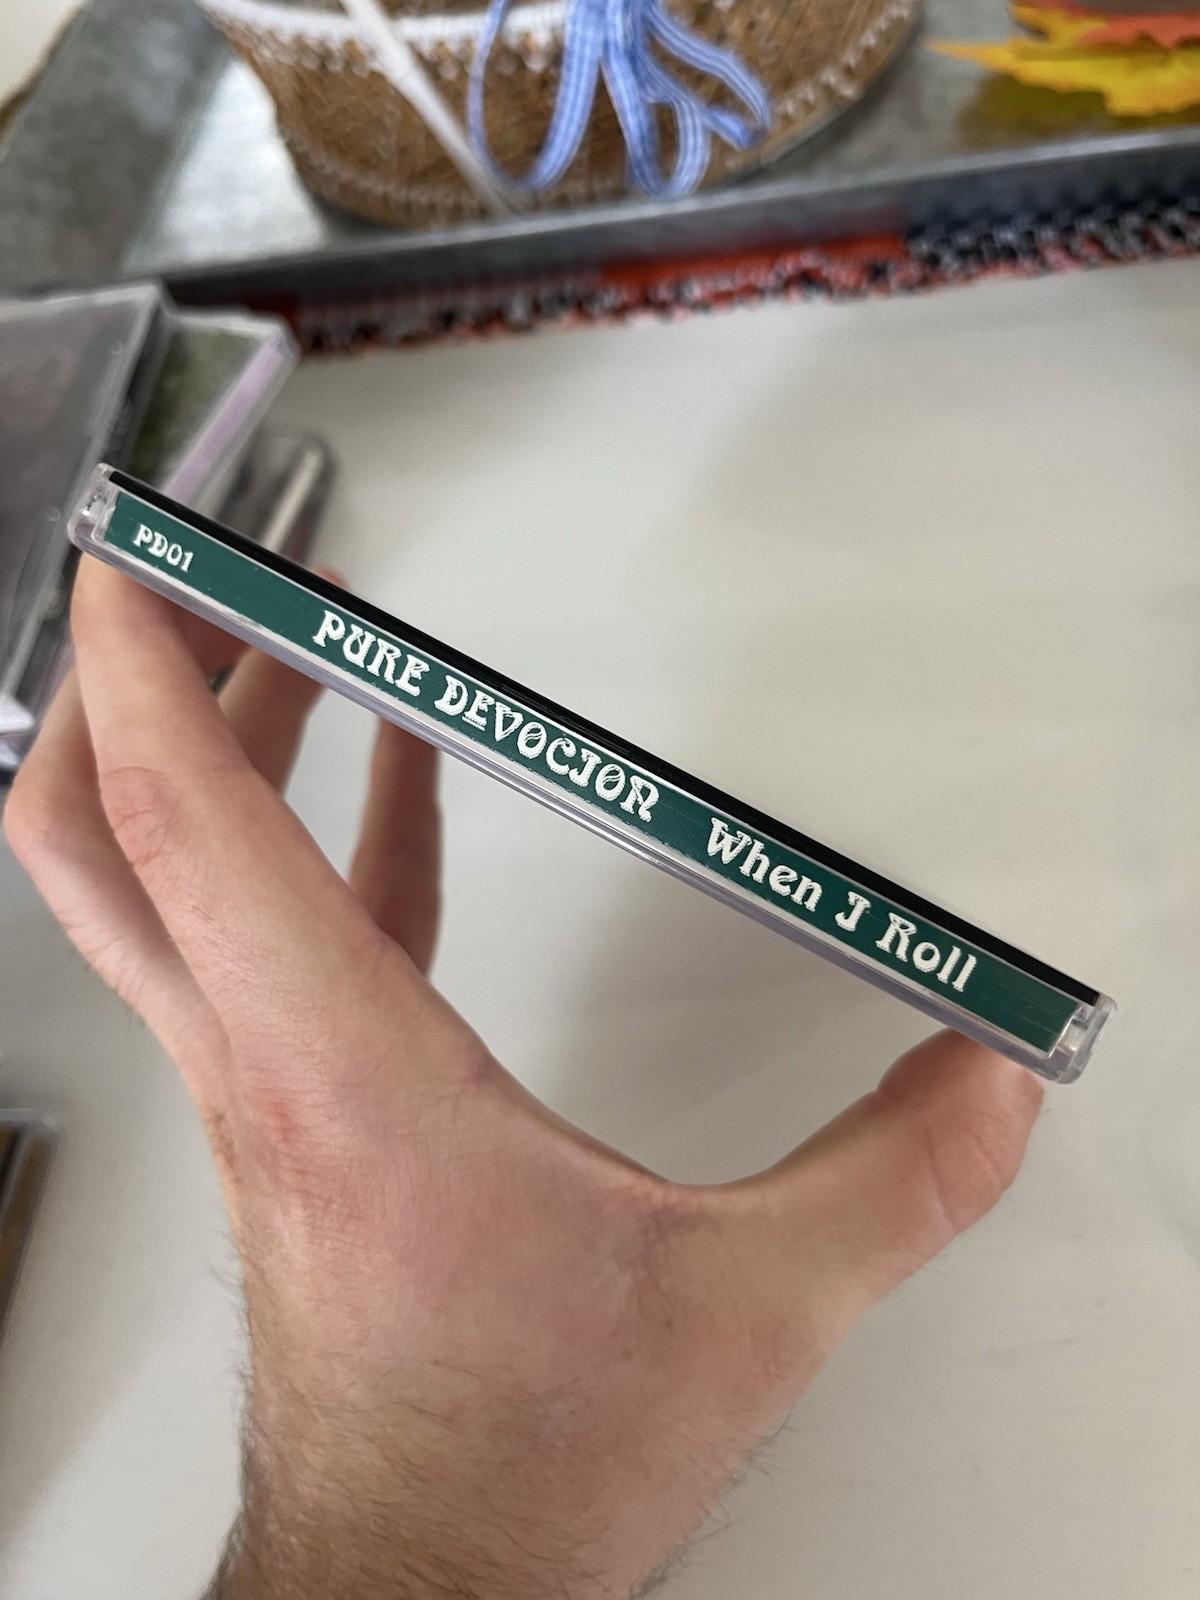 PD01 PURE DEVOCION When I Roll